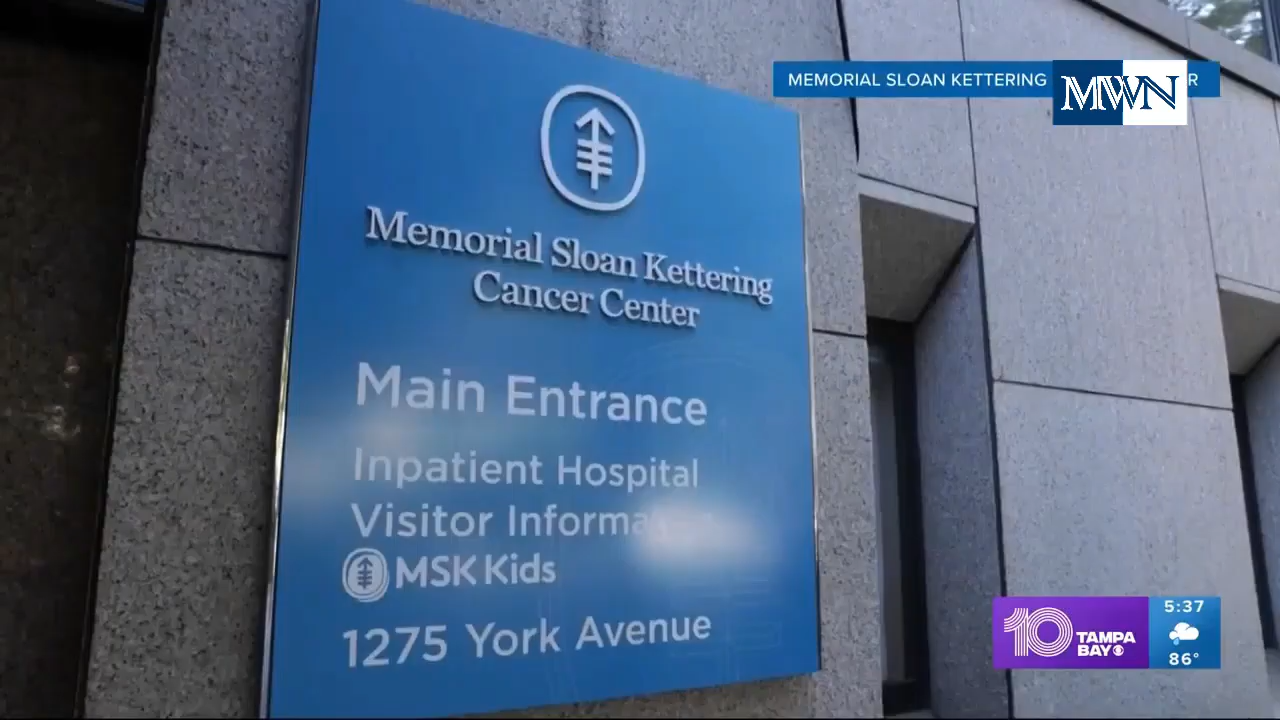 MEMORIAL SLOAN KETTERING
MWN
Memorial Sloan Kettering
Cancer Center
Main Entrance
Inpatient Hospital
Visitor
MSK Kids
1275 York Avenue
10 TAMPA BAY
5:37
86°